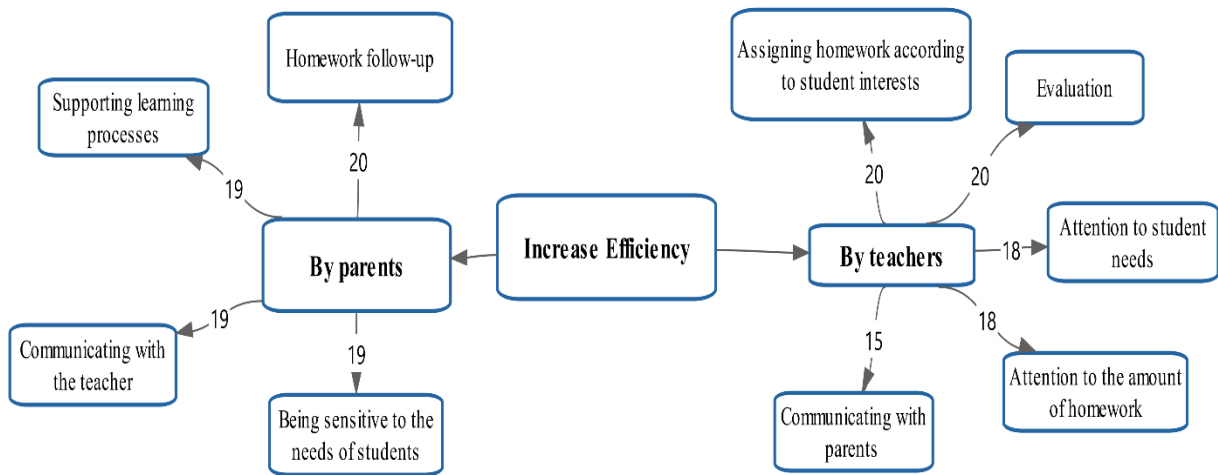 Homework follow-up
Supporting learning
processes
20
19
By parents
19
Communicating with
the teacher
19
Being sensitive to the
needs of students
Increase Efficiency
Assigning homework according
to student interests
Evaluation
20
20
By teachers
18
Attention to student
needs
18
Attention to the amount
of homework
15
Communicating with
parents